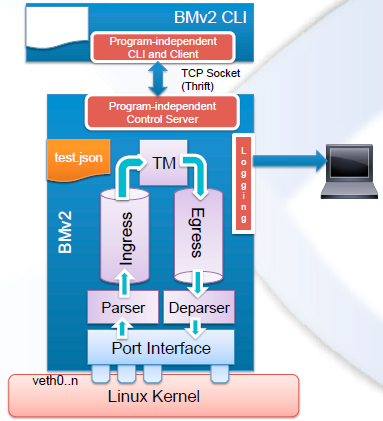 BMv2 CLI
Program-independent
CLI and Client
TCP Socket
(Thrift)
Program-independent
Control Server
test.json
TM
Logging
BMv2
Ingress
Egress
Parser
Deparser
Port Interface
veth0..n
Linux Kernel